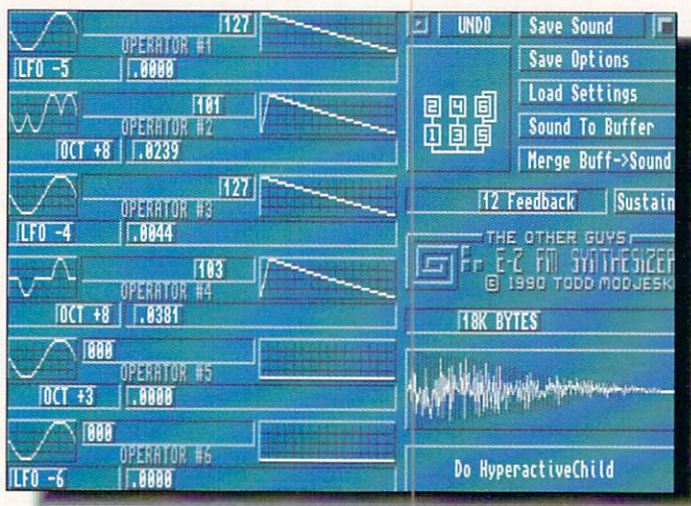 127
OPERATOR #1
LFO -5 .0000
101
OPERATOR #2
OCT +8 .0239
127
OPERATOR #3
LFO -4 .0044
103
OPERATOR #4
OCT +8 .0381
000
OPERATOR #5
OCT +3 .0000
000
OPERATOR #6
LFO -6 .0000
UNDO
Save Sound
Save Options
Load Settings
Sound To Buffer
Merge Buff->Sound
2 4 6
1 3 5
12 Feedback
Sustain
THE OTHER GUYS
E-Z FM SYNTHESIZER
© 1990 TODD MODJESK
18K BYTES
Do HyperactiveChild